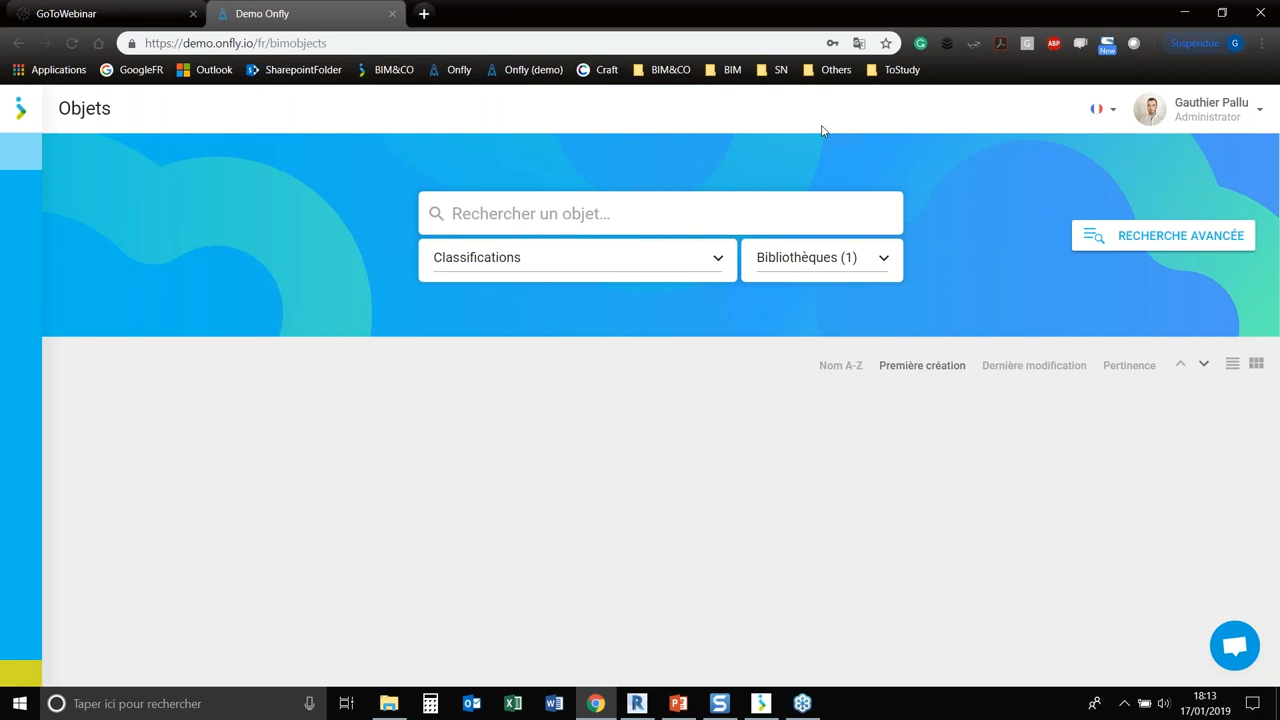 GoToWebinar
Demo Onfly
https://demo.onfly.io/fr/bimobjects
ABP
G
New
Suspendue
G
Applications
GoogleFR
Outlook
SharepointFolder
BIM&CO
Onfly
Onfly (demo)
Craft
BIM&CO
BIM
SN
Others
ToStudy
Objets
Gauthier Pallu
Administrator
Rechercher un objet...
Classifications
Bibliothèques (1)
RECHERCHE AVANCÉE
Nom A-Z
Première création
Dernière modification
Pertinence
Taper ici pour rechercher
18:13
17/01/2019